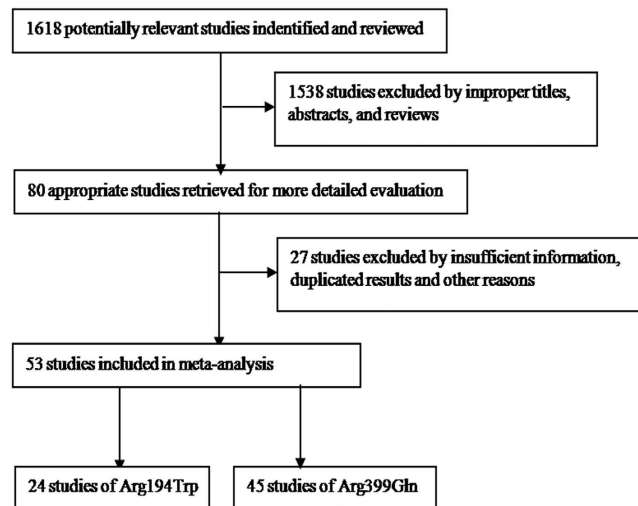 1618 potentially relevant studies indentified and reviewed
1538 studies excluded by improper titles,
abstracts, and reviews
80 appropriate studies retrieved for more detailed evaluation
27 studies excluded by insufficient information,
duplicated results and other reasons
53 studies included in meta-analysis
24 studies of Arg194Trp
45 studies of Arg399Gln